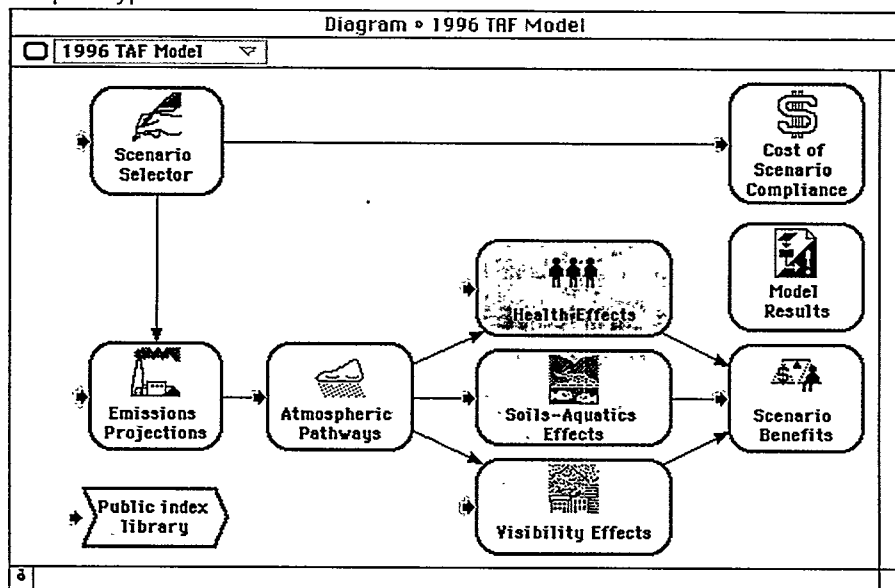 Diagram • 1996 TAF Model
1996 TAF Model
Scenario
Selector
$
Cost of
Scenario
Compliance
Health Effects
Model
Results
Emissions
Projections
Atmospheric
Pathways
Soils-Aquatics
Effects
$
Scenario
Benefits
Public index
library
Visibility Effects